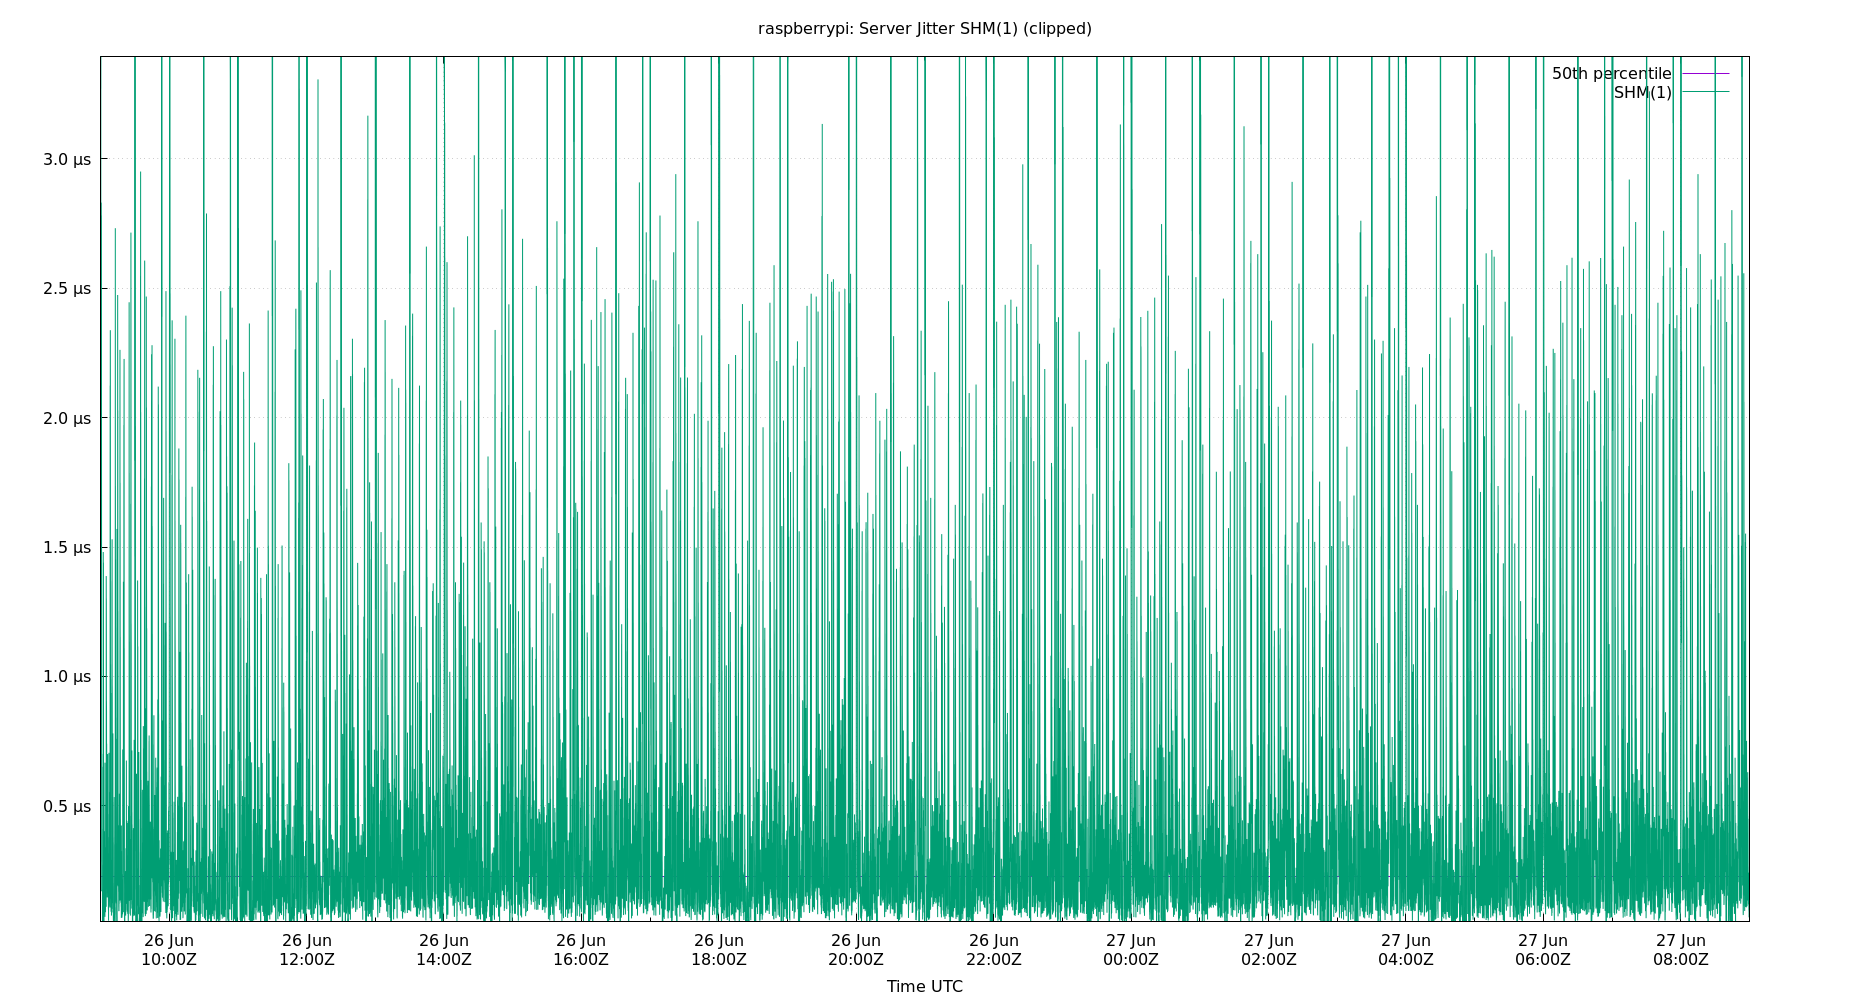 raspberrypi: Server Jitter SHM(1) (clipped)
50th percentile
SHM(1)
3.0 µs
2.5 µs
2.0 µs
1.5 µs
1.0 µs
0.5 µs
26 Jun 26 Jun 26 Jun 26 Jun 26 Jun 26 Jun 26 Jun 27 Jun 27 Jun 27 Jun 27 Jun 27 Jun
10:00Z 12:00Z 14:00Z 16:00Z 18:00Z 20:00Z 22:00Z 00:00Z 02:00Z 04:00Z 06:00Z 08:00Z
Time UTC